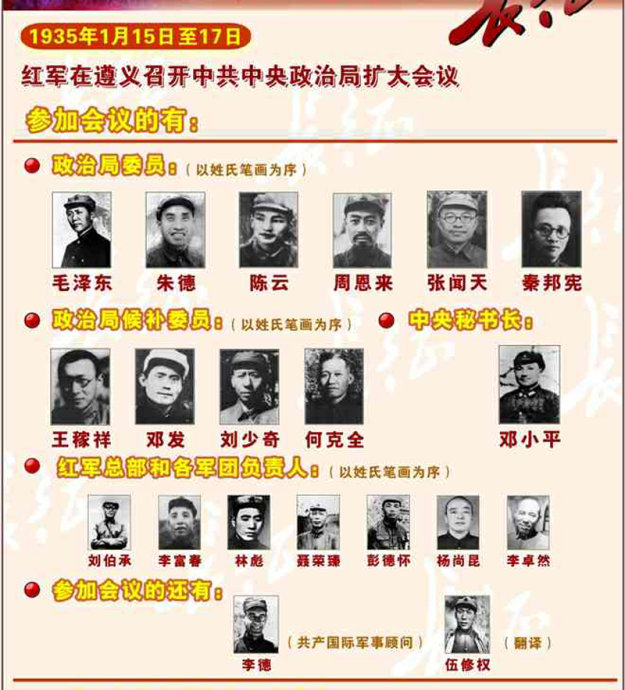 长征
1935年1月15日至17日
红军在遵义召开中共中央政治局扩大会议
参加会议的有：
政治局委员：（以姓氏笔画为序）
毛泽东 朱德 陈云 周恩来 张闻天 秦邦宪
政治局候补委员：（以姓氏笔画为序） 中央秘书长：
王稼祥 邓发 刘少奇 何克全 邓小平
红军总部和各军团负责人：（以姓氏笔画为序）
刘伯承 李富春 林彪 聂荣臻 彭德怀 杨尚昆 李卓然
参加会议的还有：
（共产国际军事顾问） （翻译）
李德 伍修权